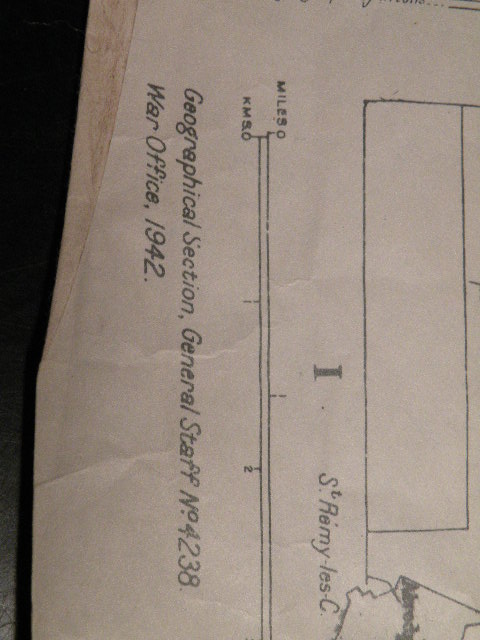 I
St Rémy-les-C.
MILES 0 1
KMS.0 1 2
Geographical Section, General Staff No 4238.
War Office, 1942.